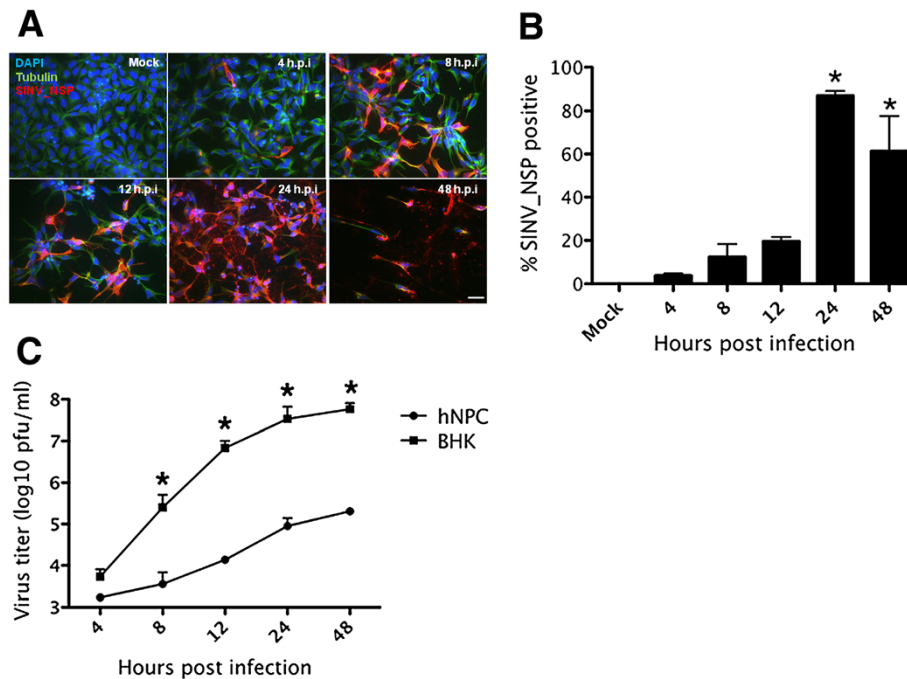 A
DAPI
Tubulin
SINV_NSP
Mock
4 h.p.i
8 h.p.i
12 h.p.i
24 h.p.i
48 h.p.i
B
% SINV_NSP positive
100
80
60
40
20
0
*
*
Mock
4
8
12
24
48
Hours post infection
C
Virus titer (log10 pfu/ml)
8
7
6
5
4
3
*
*
*
*
hNPC
BHK
4
8
12
24
48
Hours post infection